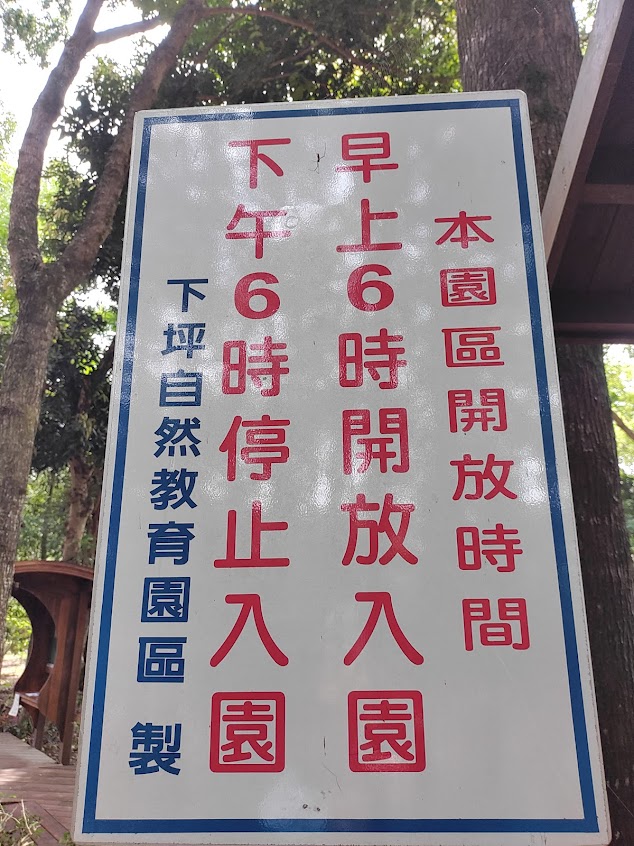 本園區開放時間
早上6時開放入園
下午6時停止入園
下坪自然教育園區 製